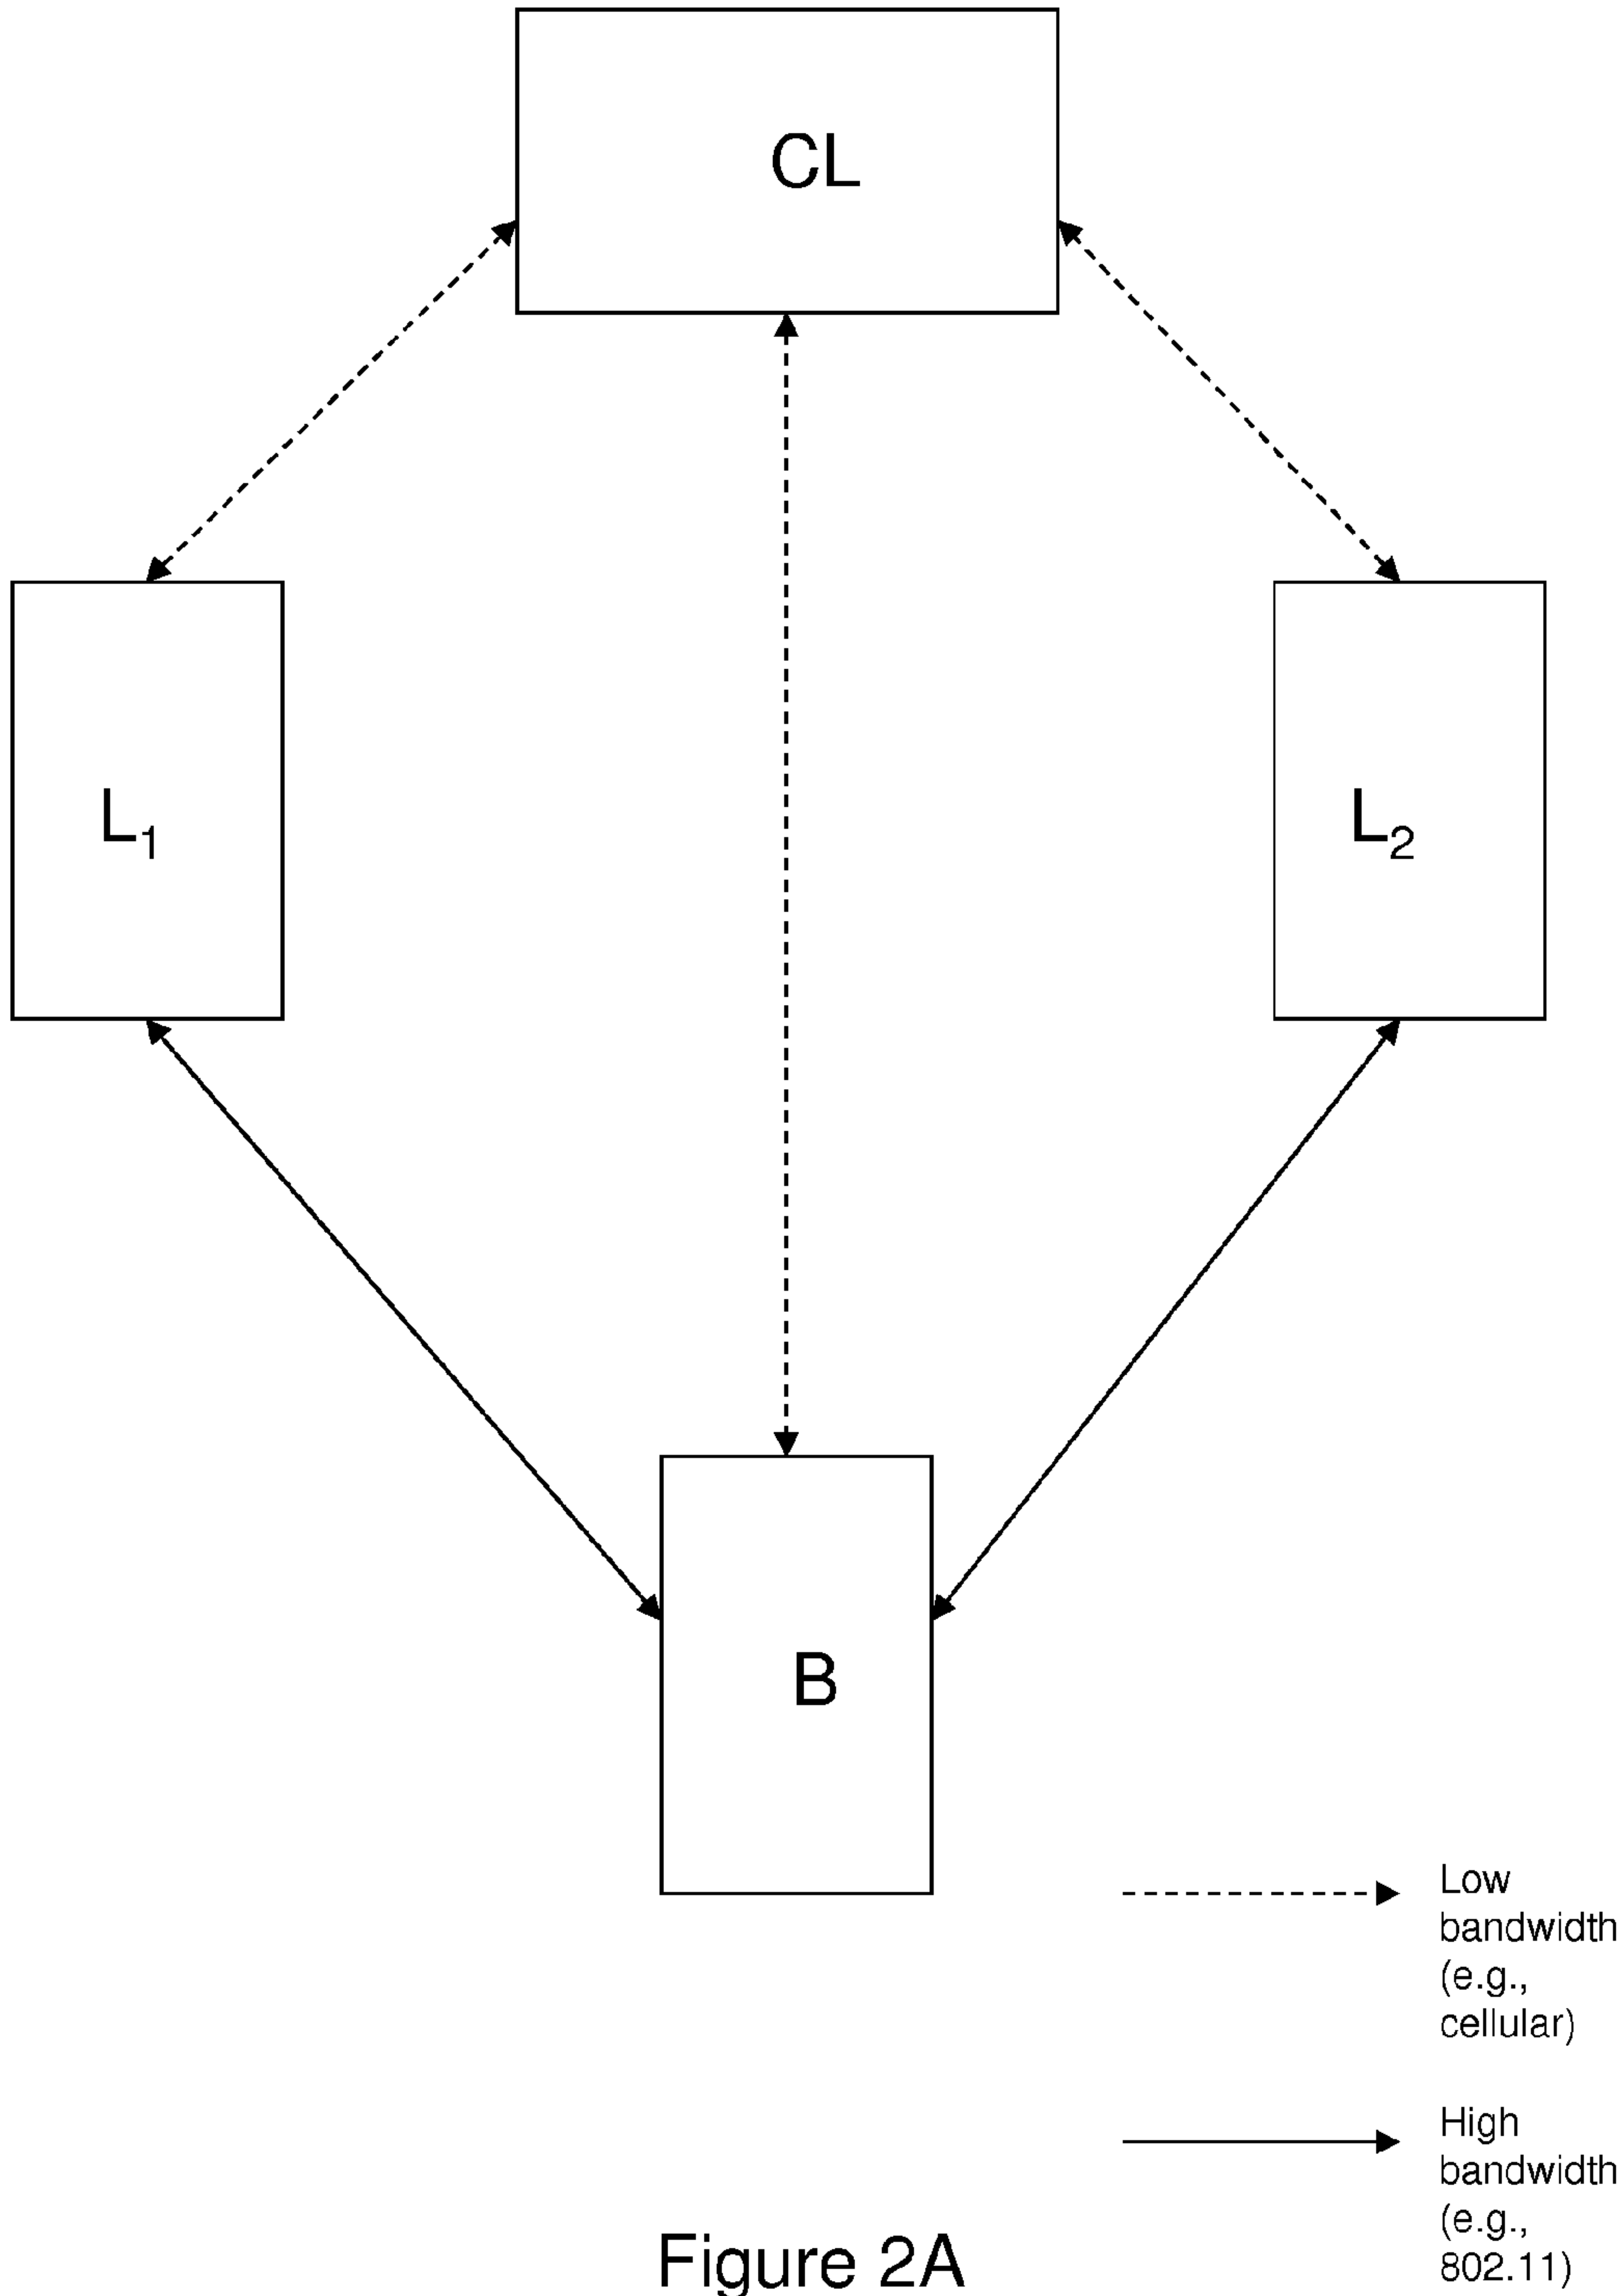 CL
L₁
L₂
B
Low
bandwidth
(e.g.,
cellular)
High
bandwidth
(e.g.,
802.11)
Figure 2A